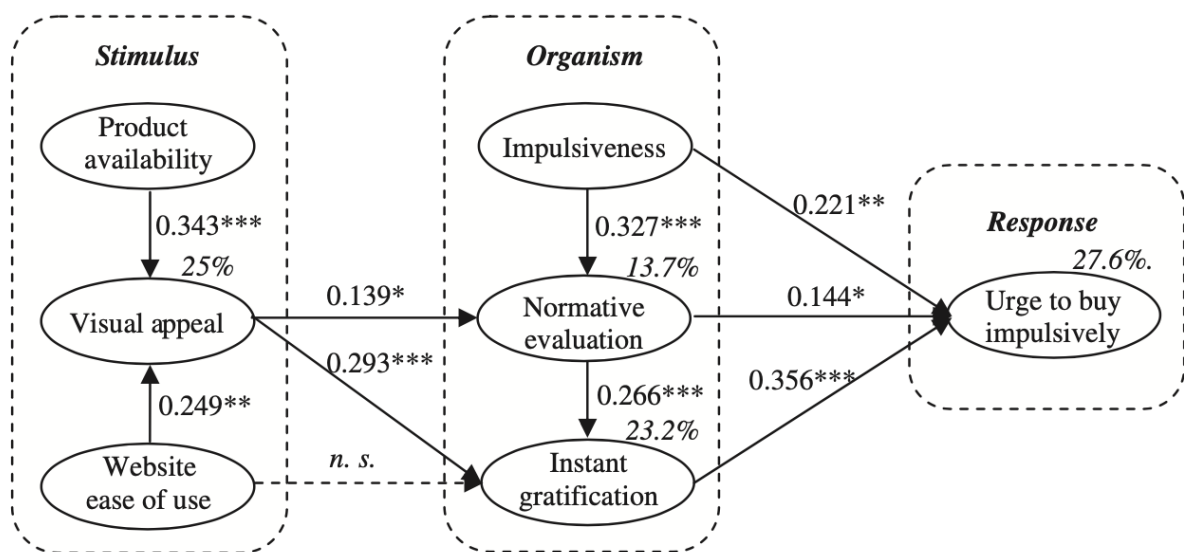 Stimulus
Product
availability
0.343***
25%
Visual appeal
0.249**
Website
ease of use
0.139*
0.293***
n. s.
Organism
Impulsiveness
0.327***
13.7%
Normative
evaluation
0.266***
23.2%
Instant
gratification
0.221**
0.144*
0.356***
Response
27.6%.
Urge to buy
impulsively